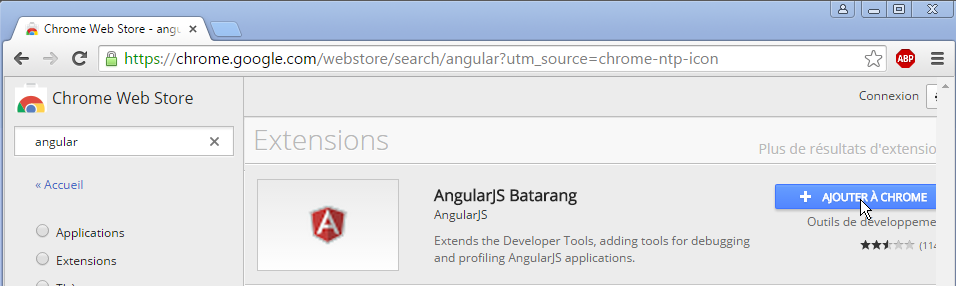 Chrome Web Store - angu
https://chrome.google.com/webstore/search/angular?utm_source=chrome-ntp-icon
ABP
Chrome Web Store
Connexion
angular
Extensions
Plus de résultats d'extensio
« Accueil
AngularJS Batarang
AJOUTER À CHROME
AngularJS
Outils de développeme
Applications
Extends the Developer Tools, adding tools for debugging
and profiling AngularJS applications.
(114
Extensions